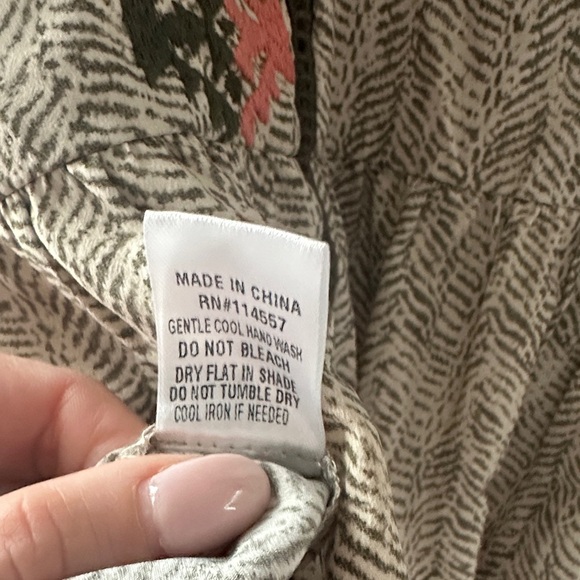 MADE IN CHINA
RN#114557
GENTLE COOL HAND WASH
DO NOT BLEACH
DRY FLAT IN SHADE
DO NOT TUMBLE DRY
COOL IRON IF NEEDED